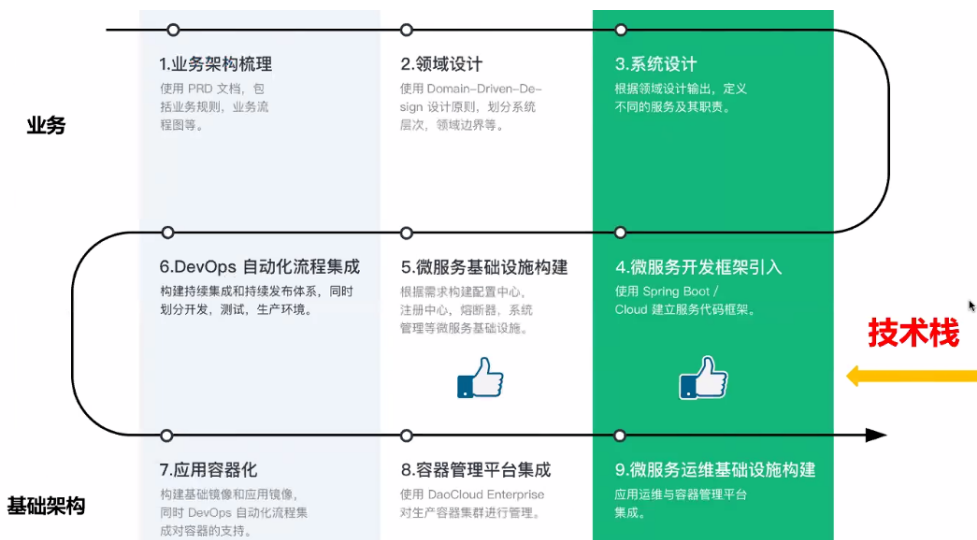 1.业务架构梳理
使用 PRD 文档，包
括业务规则，业务流
程图等。
2.领域设计
使用 Domain-Driven-De-
sign 设计原则，划分系统
层次，领域边界等。
3.系统设计
根据领域设计输出，定义
不同的服务及其职责。
业务
6.DevOps 自动化流程集成
构建持续集成和持续发布体系，同时
划分开发，测试，生产环境。
5.微服务基础设施构建
根据需求构建配置中心，
注册中心，熔断器，系统
管理等微服务基础设施。
4.微服务开发框架引入
使用 Spring Boot /
Cloud 建立服务代码框架。
技术栈
7.应用容器化
构建基础镜像和应用镜像，
同时 DevOps 自动化流程集
成对容器的支持。
8.容器管理平台集成
使用 DaoCloud Enterprise
对生产容器集群进行管理。
9.微服务运维基础设施构建
应用运维与容器管理平台
集成。
基础架构